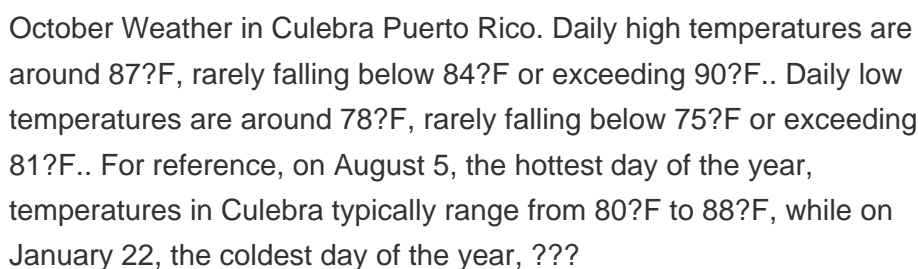 October Weather in Culebra Puerto Rico. Daily high temperatures are
around 87?F, rarely falling below 84?F or exceeding 90?F.. Daily low
temperatures are around 78?F, rarely falling below 75?F or exceeding
81?F.. For reference, on August 5, the hottest day of the year,
temperatures in Culebra typically range from 80?F to 88?F, while on
January 22, the coldest day of the year, ???